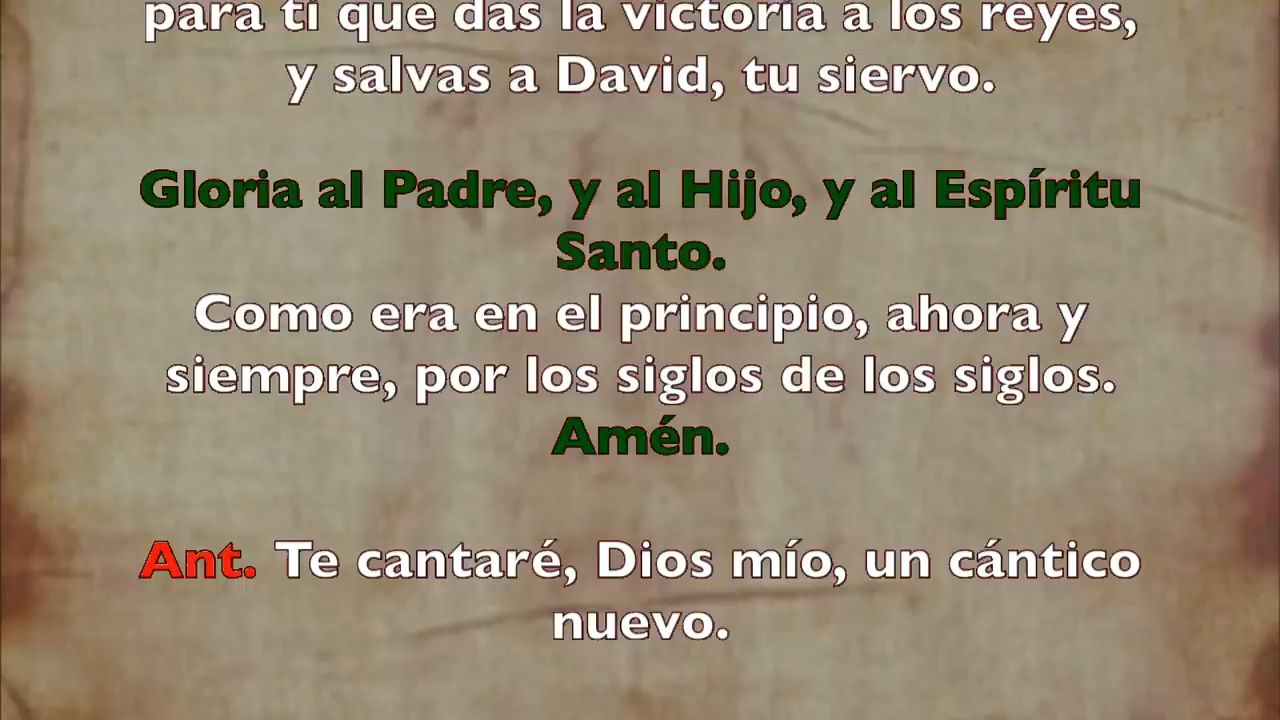 para ti que das la victoria a los reyes,
y salvas a David, tu siervo.
Gloria al Padre, y al Hijo, y al Espíritu
Santo.
Como era en el principio, ahora y
siempre, por los siglos de los siglos.
Amén.
Ant. Te cantaré, Dios mío, un cántico
nuevo.